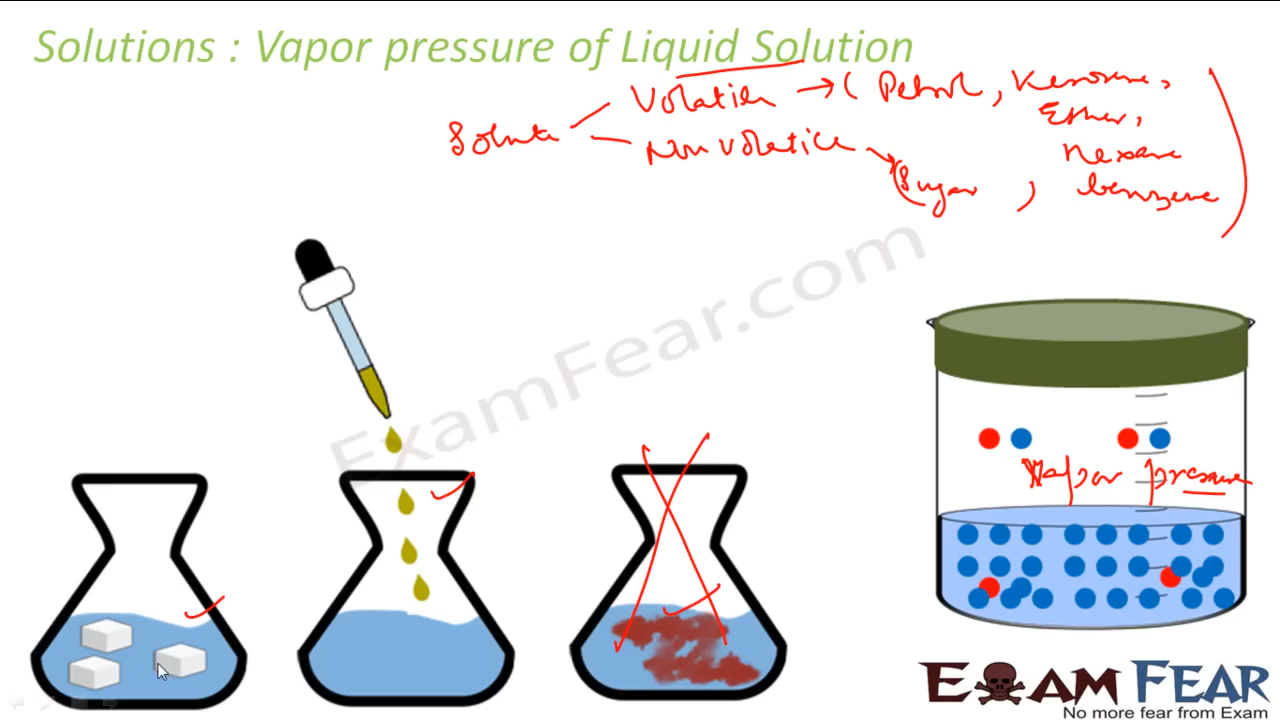 Solutions : Vapor pressure of Liquid Solution
Solute
Volatile → ( Petrol, Kerosene,
Ether,
Hexane
benzene )
Non Volatile
( Sugar , )
ExamFear.com
Vapor pressure
EXAM FEAR
No more fear from Exam